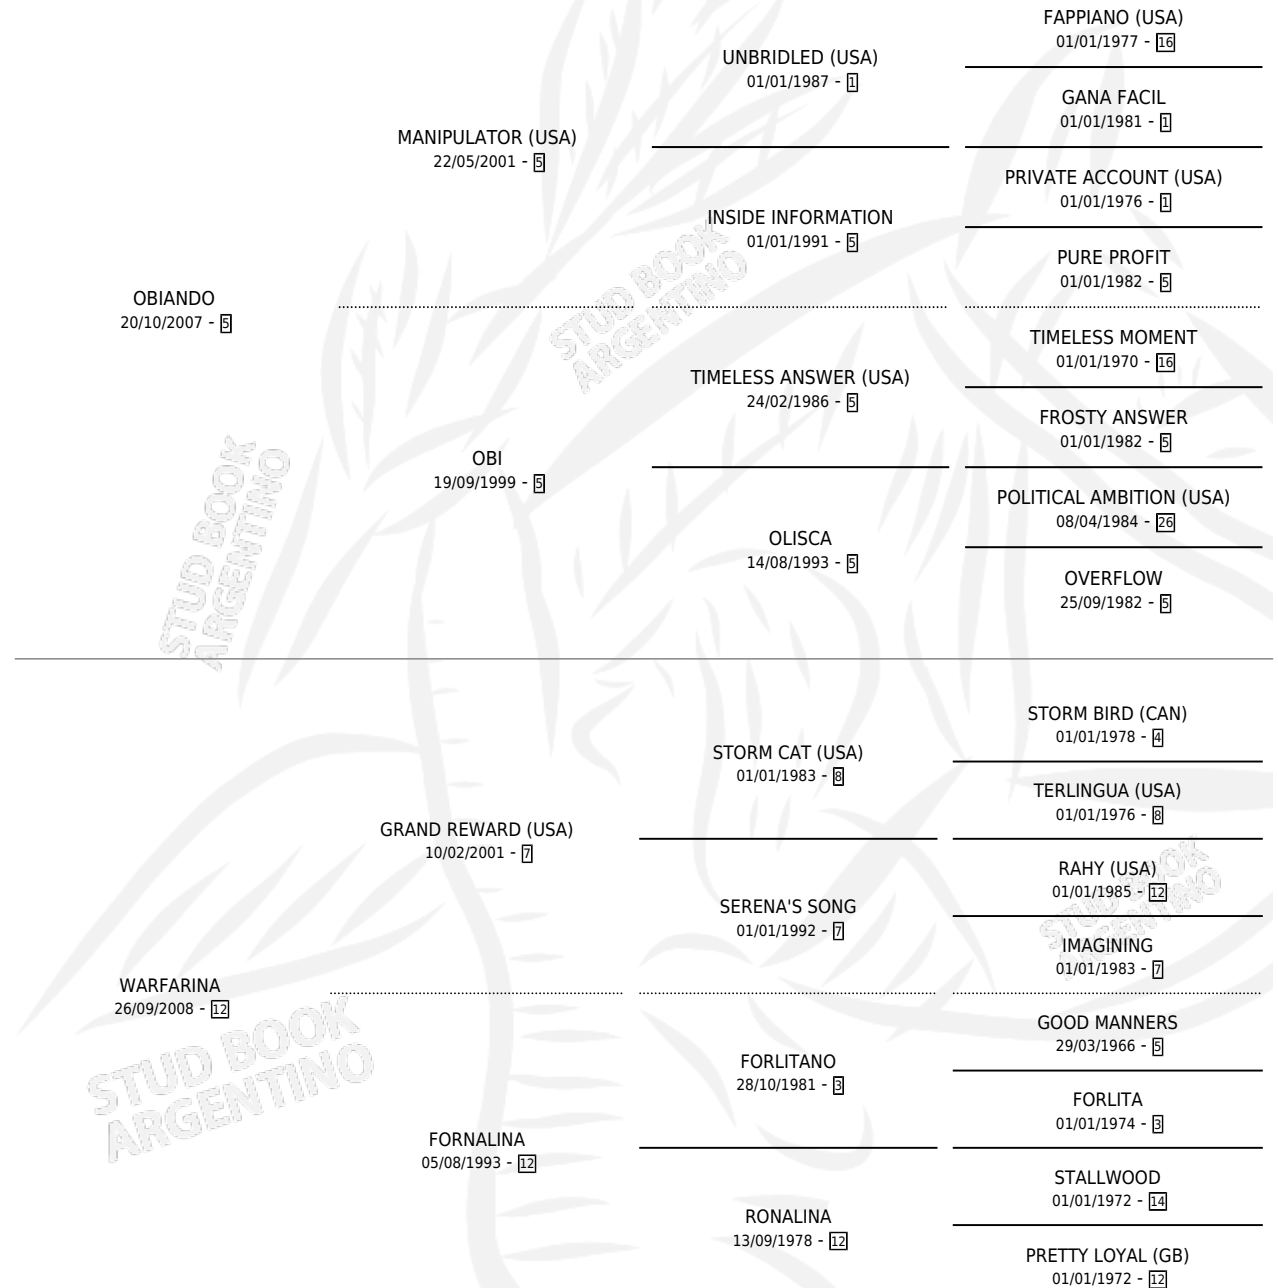 FAPPIANO (USA)
01/01/1977 - 16
UNBRIDLED (USA)
01/01/1987 - 1
GANA FACIL
01/01/1981 - 1
MANIPULATOR (USA)
22/05/2001 - 5
PRIVATE ACCOUNT (USA)
01/01/1976 - 1
INSIDE INFORMATION
01/01/1991 - 5
PURE PROFIT
01/01/1982 - 5
OBIANDO
20/10/2007 - 5
STUD BOOK
ARGENTINO
TIMELESS MOMENT
01/01/1970 - 16
TIMELESS ANSWER (USA)
24/02/1986 - 5
FROSTY ANSWER
01/01/1982 - 5
OBI
19/09/1999 - 5
POLITICAL AMBITION (USA)
08/04/1984 - 26
OLISCA
14/08/1993 - 5
OVERFLOW
25/09/1982 - 5
STUD BOOK
ARGENTINO
STORM BIRD (CAN)
01/01/1978 - 4
STORM CAT (USA)
01/01/1983 - 8
TERLINGUA (USA)
01/01/1976 - 8
GRAND REWARD (USA)
10/02/2001 - 7
RAHY (USA)
01/01/1985 - 12
SERENA'S SONG
01/01/1992 - 7
STUD BOOK
ARGENTINO
IMAGINING
01/01/1983 - 7
WARFARINA
26/09/2008 - 12
STUD BOOK
ARGENTINO
GOOD MANNERS
29/03/1966 - 5
FORLITANO
28/10/1981 - 3
FORLITA
01/01/1974 - 3
FORNALINA
05/08/1993 - 12
STALLWOOD
01/01/1972 - 14
RONALINA
13/09/1978 - 12
PRETTY LOYAL (GB)
01/01/1972 - 12